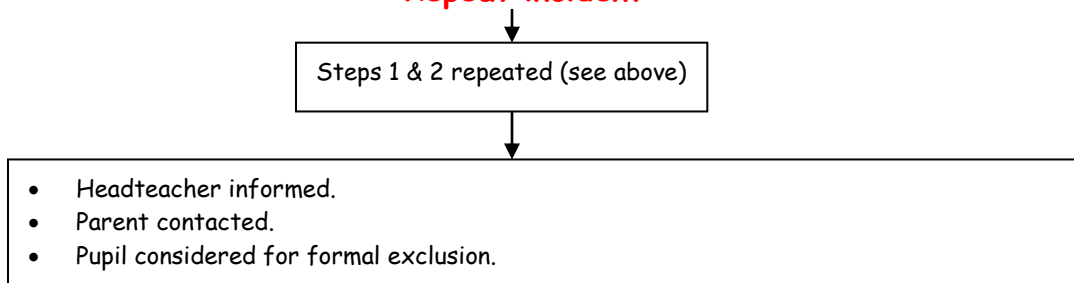 Repeat incident
Steps 1 & 2 repeated (see above)
• Headteacher informed.
• Parent contacted.
• Pupil considered for formal exclusion.